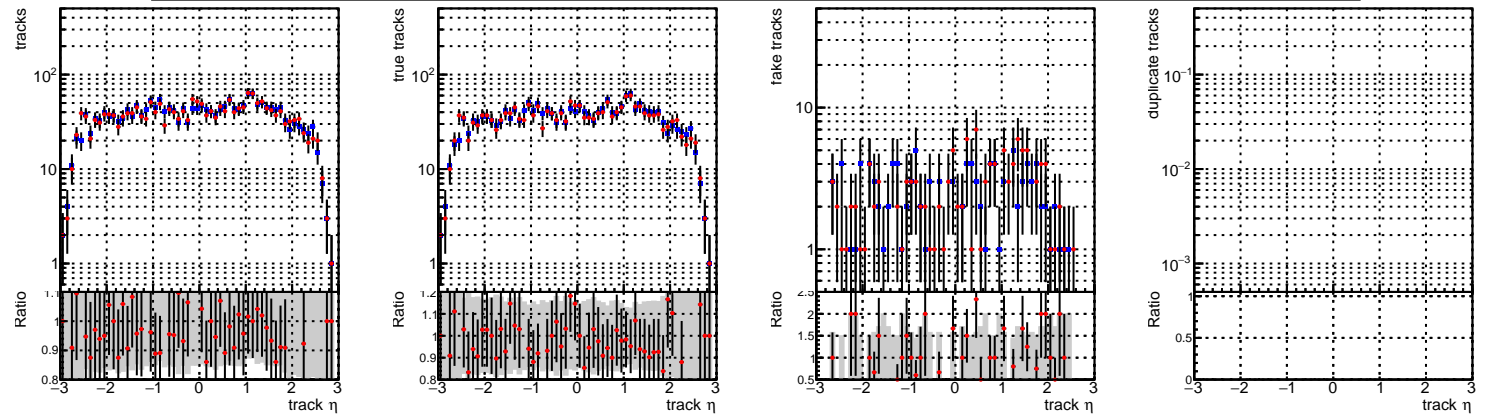 tracks
10²
10
1
Ratio
1.1
1
0.9
0.8
−3 −2 −1 0 1 2 3
track η
true tracks
10²
10
1
Ratio
1.2
1.1
1
0.9
0.8
−3 −2 −1 0 1 2 3
track η
fake tracks
10
1
Ratio
2.5
2
1.5
1
0.5
−3 −2 −1 0 1 2 3
track η
duplicate tracks
10⁻¹
10⁻²
10⁻³
Ratio
1
0.5
0
−3 −2 −1 0 1 2 3
track η